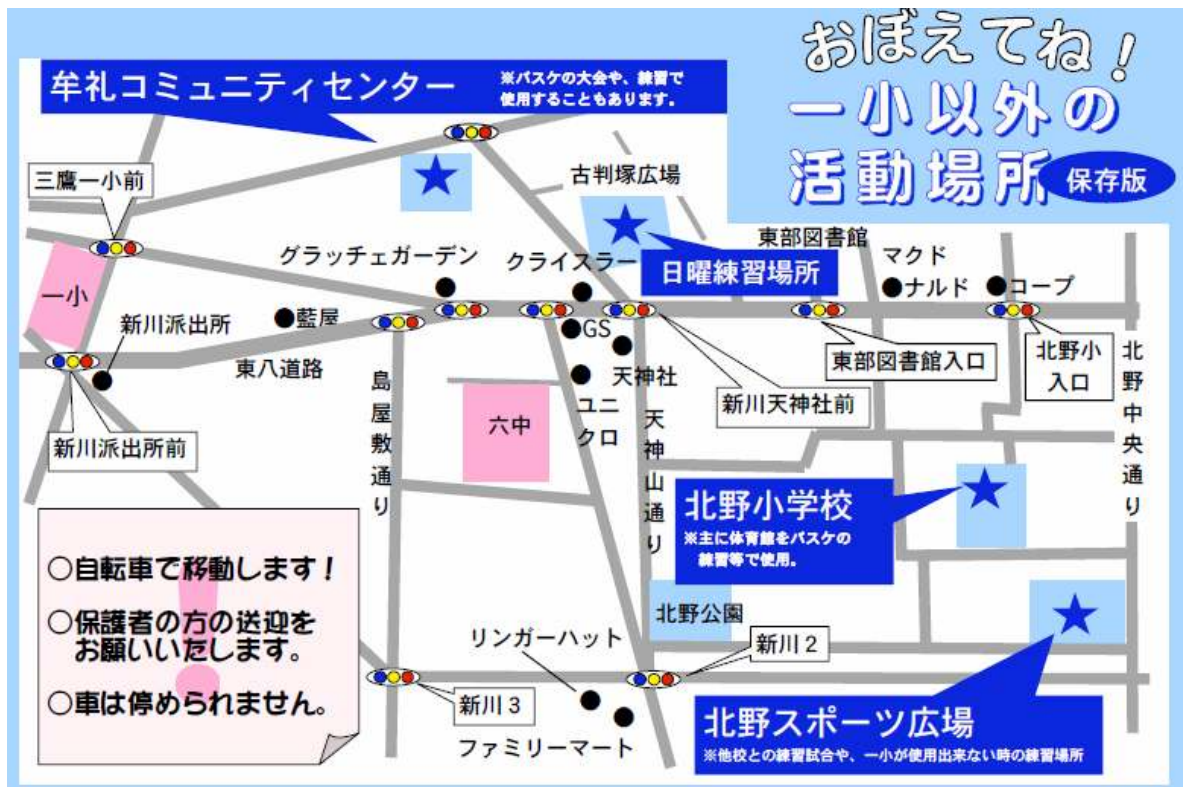 おぼえてね！
一小以外の
活動場所
保存版
牟礼コミュニティセンター
※バスケの大会や、練習で
使用することもあります。
三鷹一小前
古判塚広場
日曜練習場所
東部図書館
グラッチェガーデン
クライスラー
マクド
ナルド
コープ
一小
新川派出所
藍屋
GS
東八道路
天神社
東部図書館入口
北野小
入口
新川天神社前
ユニ
クロ
六中
新川派出所前
島屋敷通り
天神山通り
北野中央通り
北野小学校
※主に体育館をバスケの
練習等で使用。
○自転車で移動します！
○保護者の方の送迎を
お願いいたします。
○車は停められません。
北野公園
リンガーハット
新川２
新川３
ファミリーマート
北野スポーツ広場
※他校との練習試合や、一小が使用出来ない時の練習場所